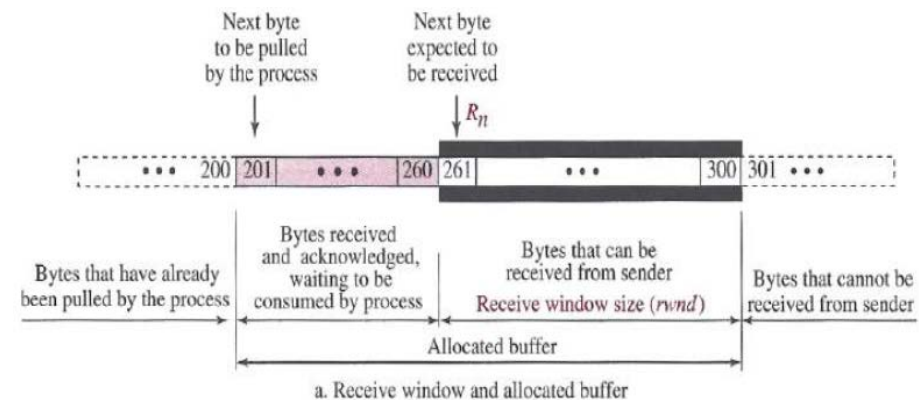 Next byte
to be pulled
by the process
Next byte
expected to
be received
Rn
••• 200 201 ••• 260 261 ••• 300 301 •••
Bytes that have already
been pulled by the process
Bytes received
and acknowledged,
waiting to be
consumed by process
Bytes that can be
received from sender
Receive window size (rwnd)
Bytes that cannot be
received from sender
Allocated buffer
a. Receive window and allocated buffer